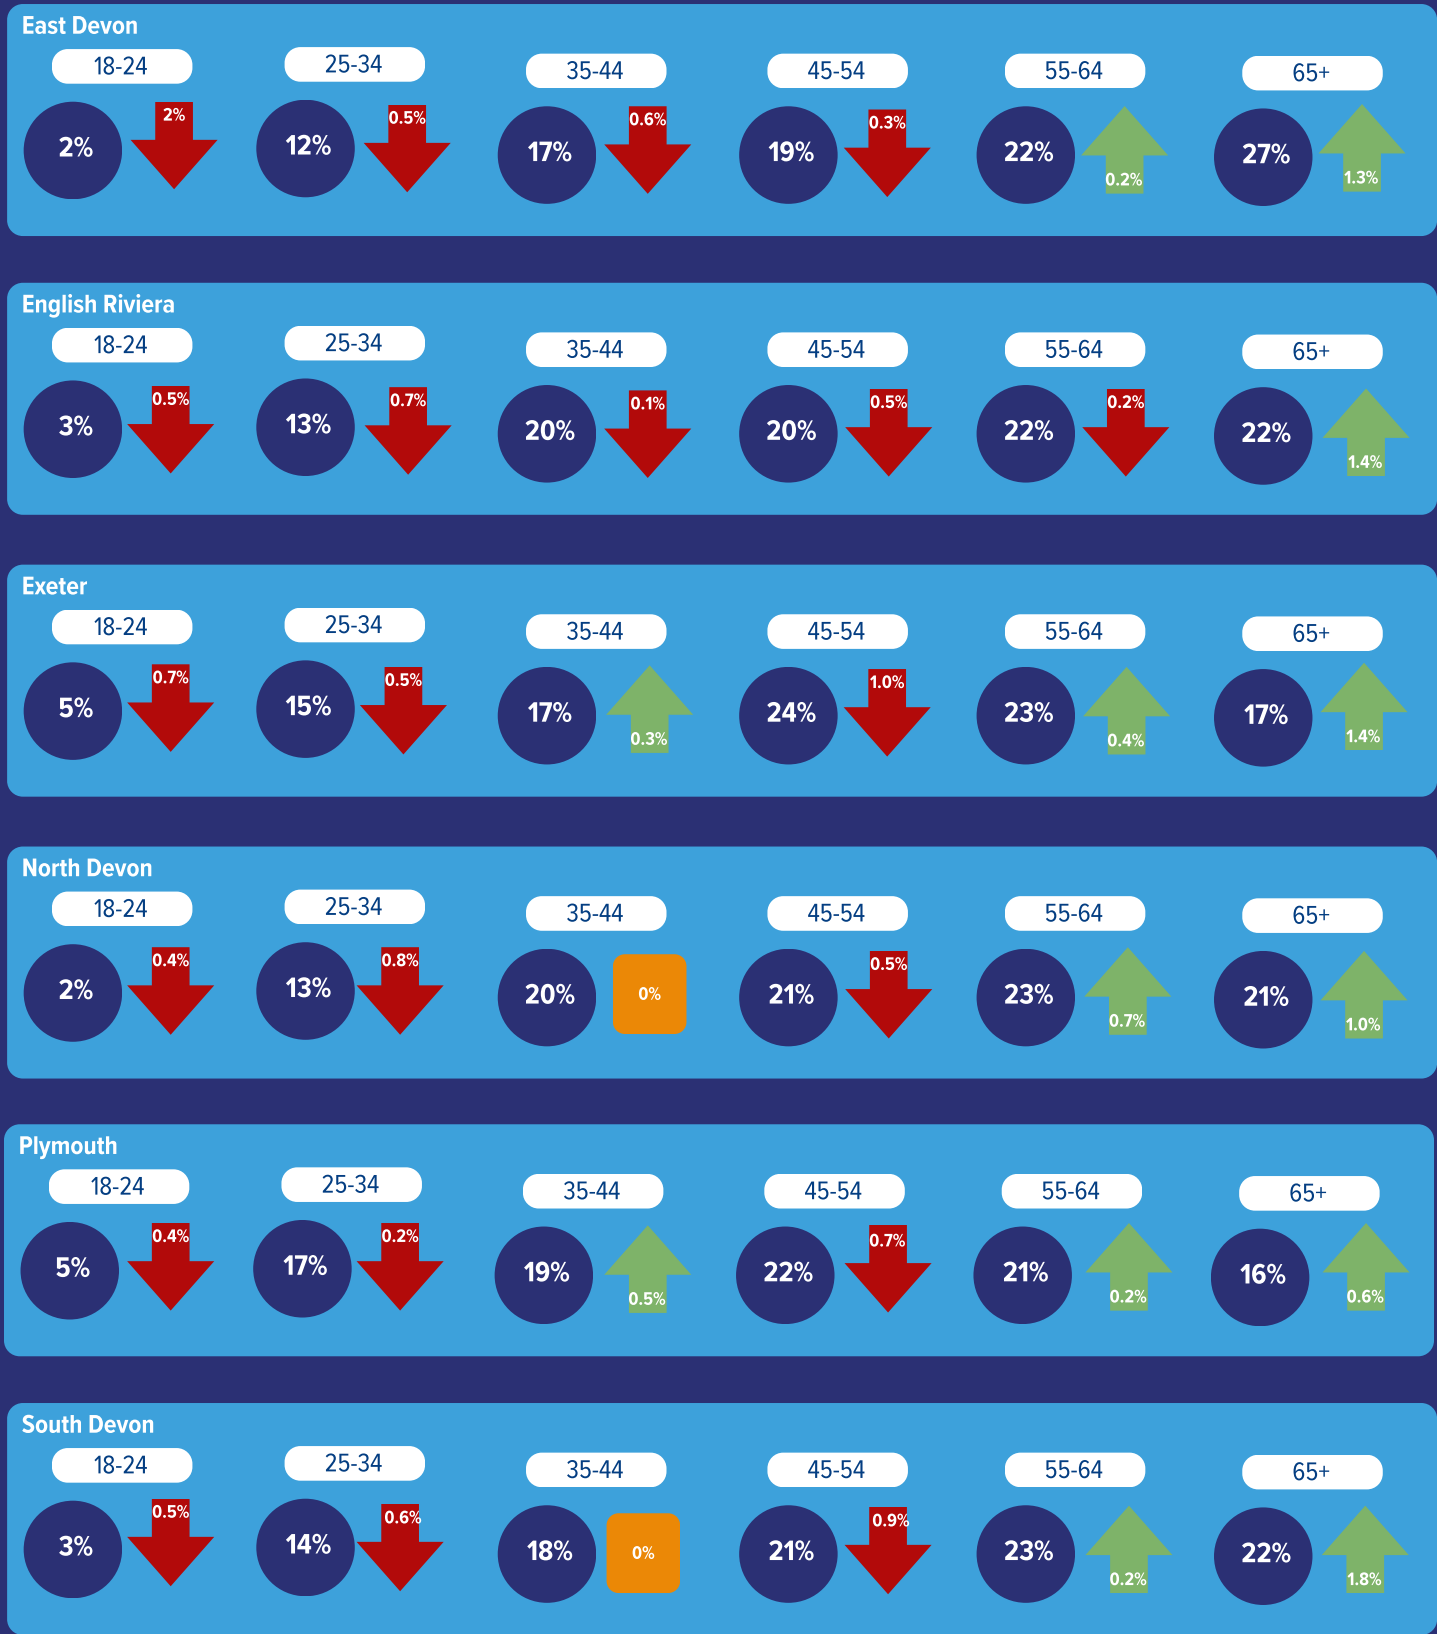 East Devon
18-24 25-34 35-44 45-54 55-64 65+
2% 2% 12% 0.5% 17% 0.6% 19% 0.3% 22% 0.2% 27% 1.3%
English Riviera
18-24 25-34 35-44 45-54 55-64 65+
3% 0.5% 13% 0.7% 20% 0.1% 20% 0.5% 22% 0.2% 22% 1.4%
Exeter
18-24 25-34 35-44 45-54 55-64 65+
5% 0.7% 15% 0.5% 17% 0.3% 24% 1.0% 23% 0.4% 17% 1.4%
North Devon
18-24 25-34 35-44 45-54 55-64 65+
2% 0.4% 13% 0.8% 20% 0% 21% 0.5% 23% 0.7% 21% 1.0%
Plymouth
18-24 25-34 35-44 45-54 55-64 65+
5% 0.4% 17% 0.2% 19% 0.5% 22% 0.7% 21% 0.2% 16% 0.6%
South Devon
18-24 25-34 35-44 45-54 55-64 65+
3% 0.5% 14% 0.6% 18% 0% 21% 0.9% 23% 0.2% 22% 1.8%